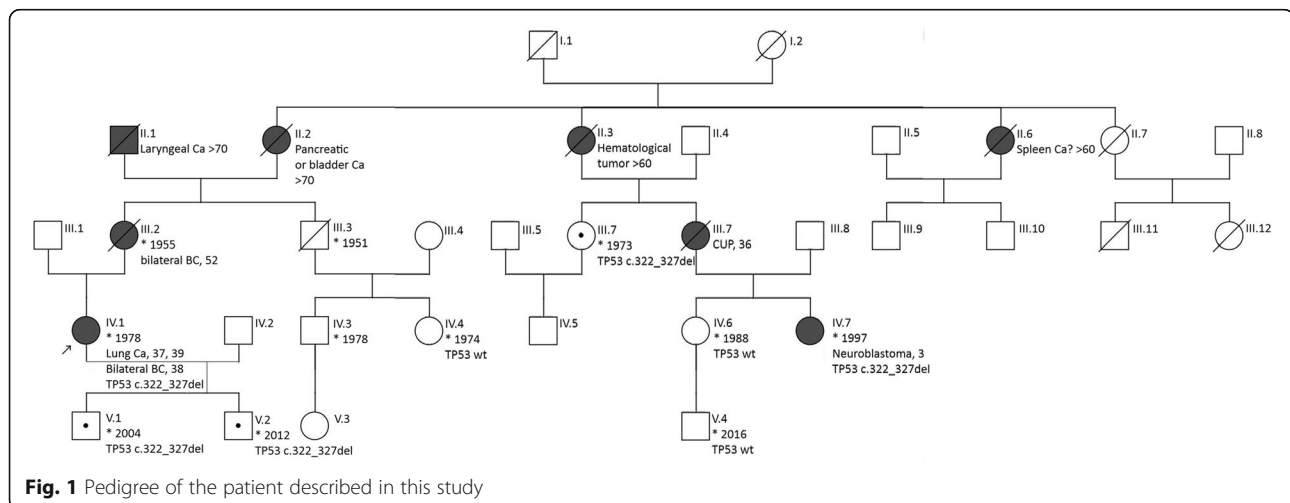 I.1
I.2
II.1
Laryngeal Ca >70
II.2
Pancreatic
or bladder Ca
>70
II.3
Hematological
tumor >60
II.4
II.5
II.6
Spleen Ca? >60
II.7
II.8
III.1
III.2
* 1955
bilateral BC, 52
III.3
* 1951
III.4
III.5
III.7
* 1973
TP53 c.322_327del
III.7
CUP, 36
III.8
III.9
III.10
III.11
III.12
IV.1
* 1978
Lung Ca, 37, 39
Bilateral BC, 38
TP53 c.322_327del
IV.2
IV.3
* 1978
IV.4
* 1974
TP53 wt
IV.5
IV.6
* 1988
TP53 wt
IV.7
* 1997
Neuroblastoma, 3
TP53 c.322_327del
V.1
* 2004
TP53 c.322_327del
V.2
* 2012
TP53 c.322_327del
V.3
V.4
* 2016
TP53 wt
Fig. 1 Pedigree of the patient described in this study